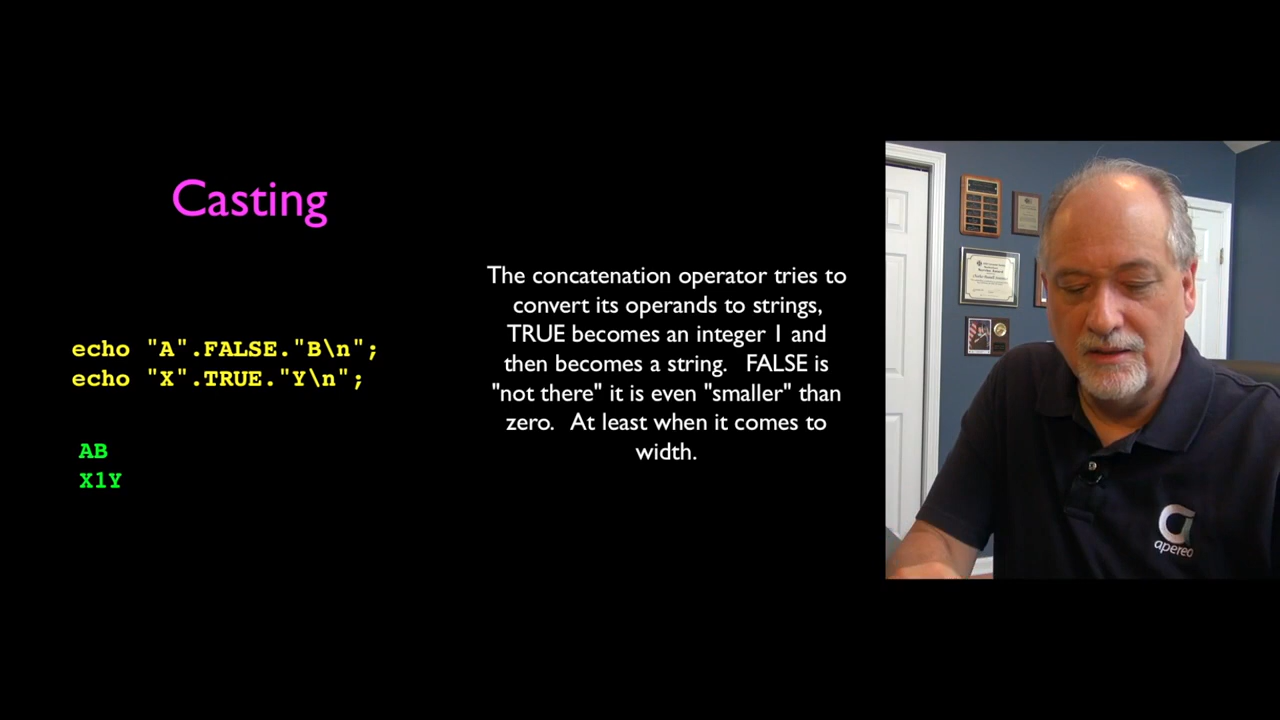 Casting
echo "A".FALSE."B\n";
echo "X".TRUE."Y\n";
AB
X1Y
The concatenation operator tries to
convert its operands to strings,
TRUE becomes an integer 1 and
then becomes a string. FALSE is
"not there" it is even "smaller" than
zero. At least when it comes to
width.
apereo